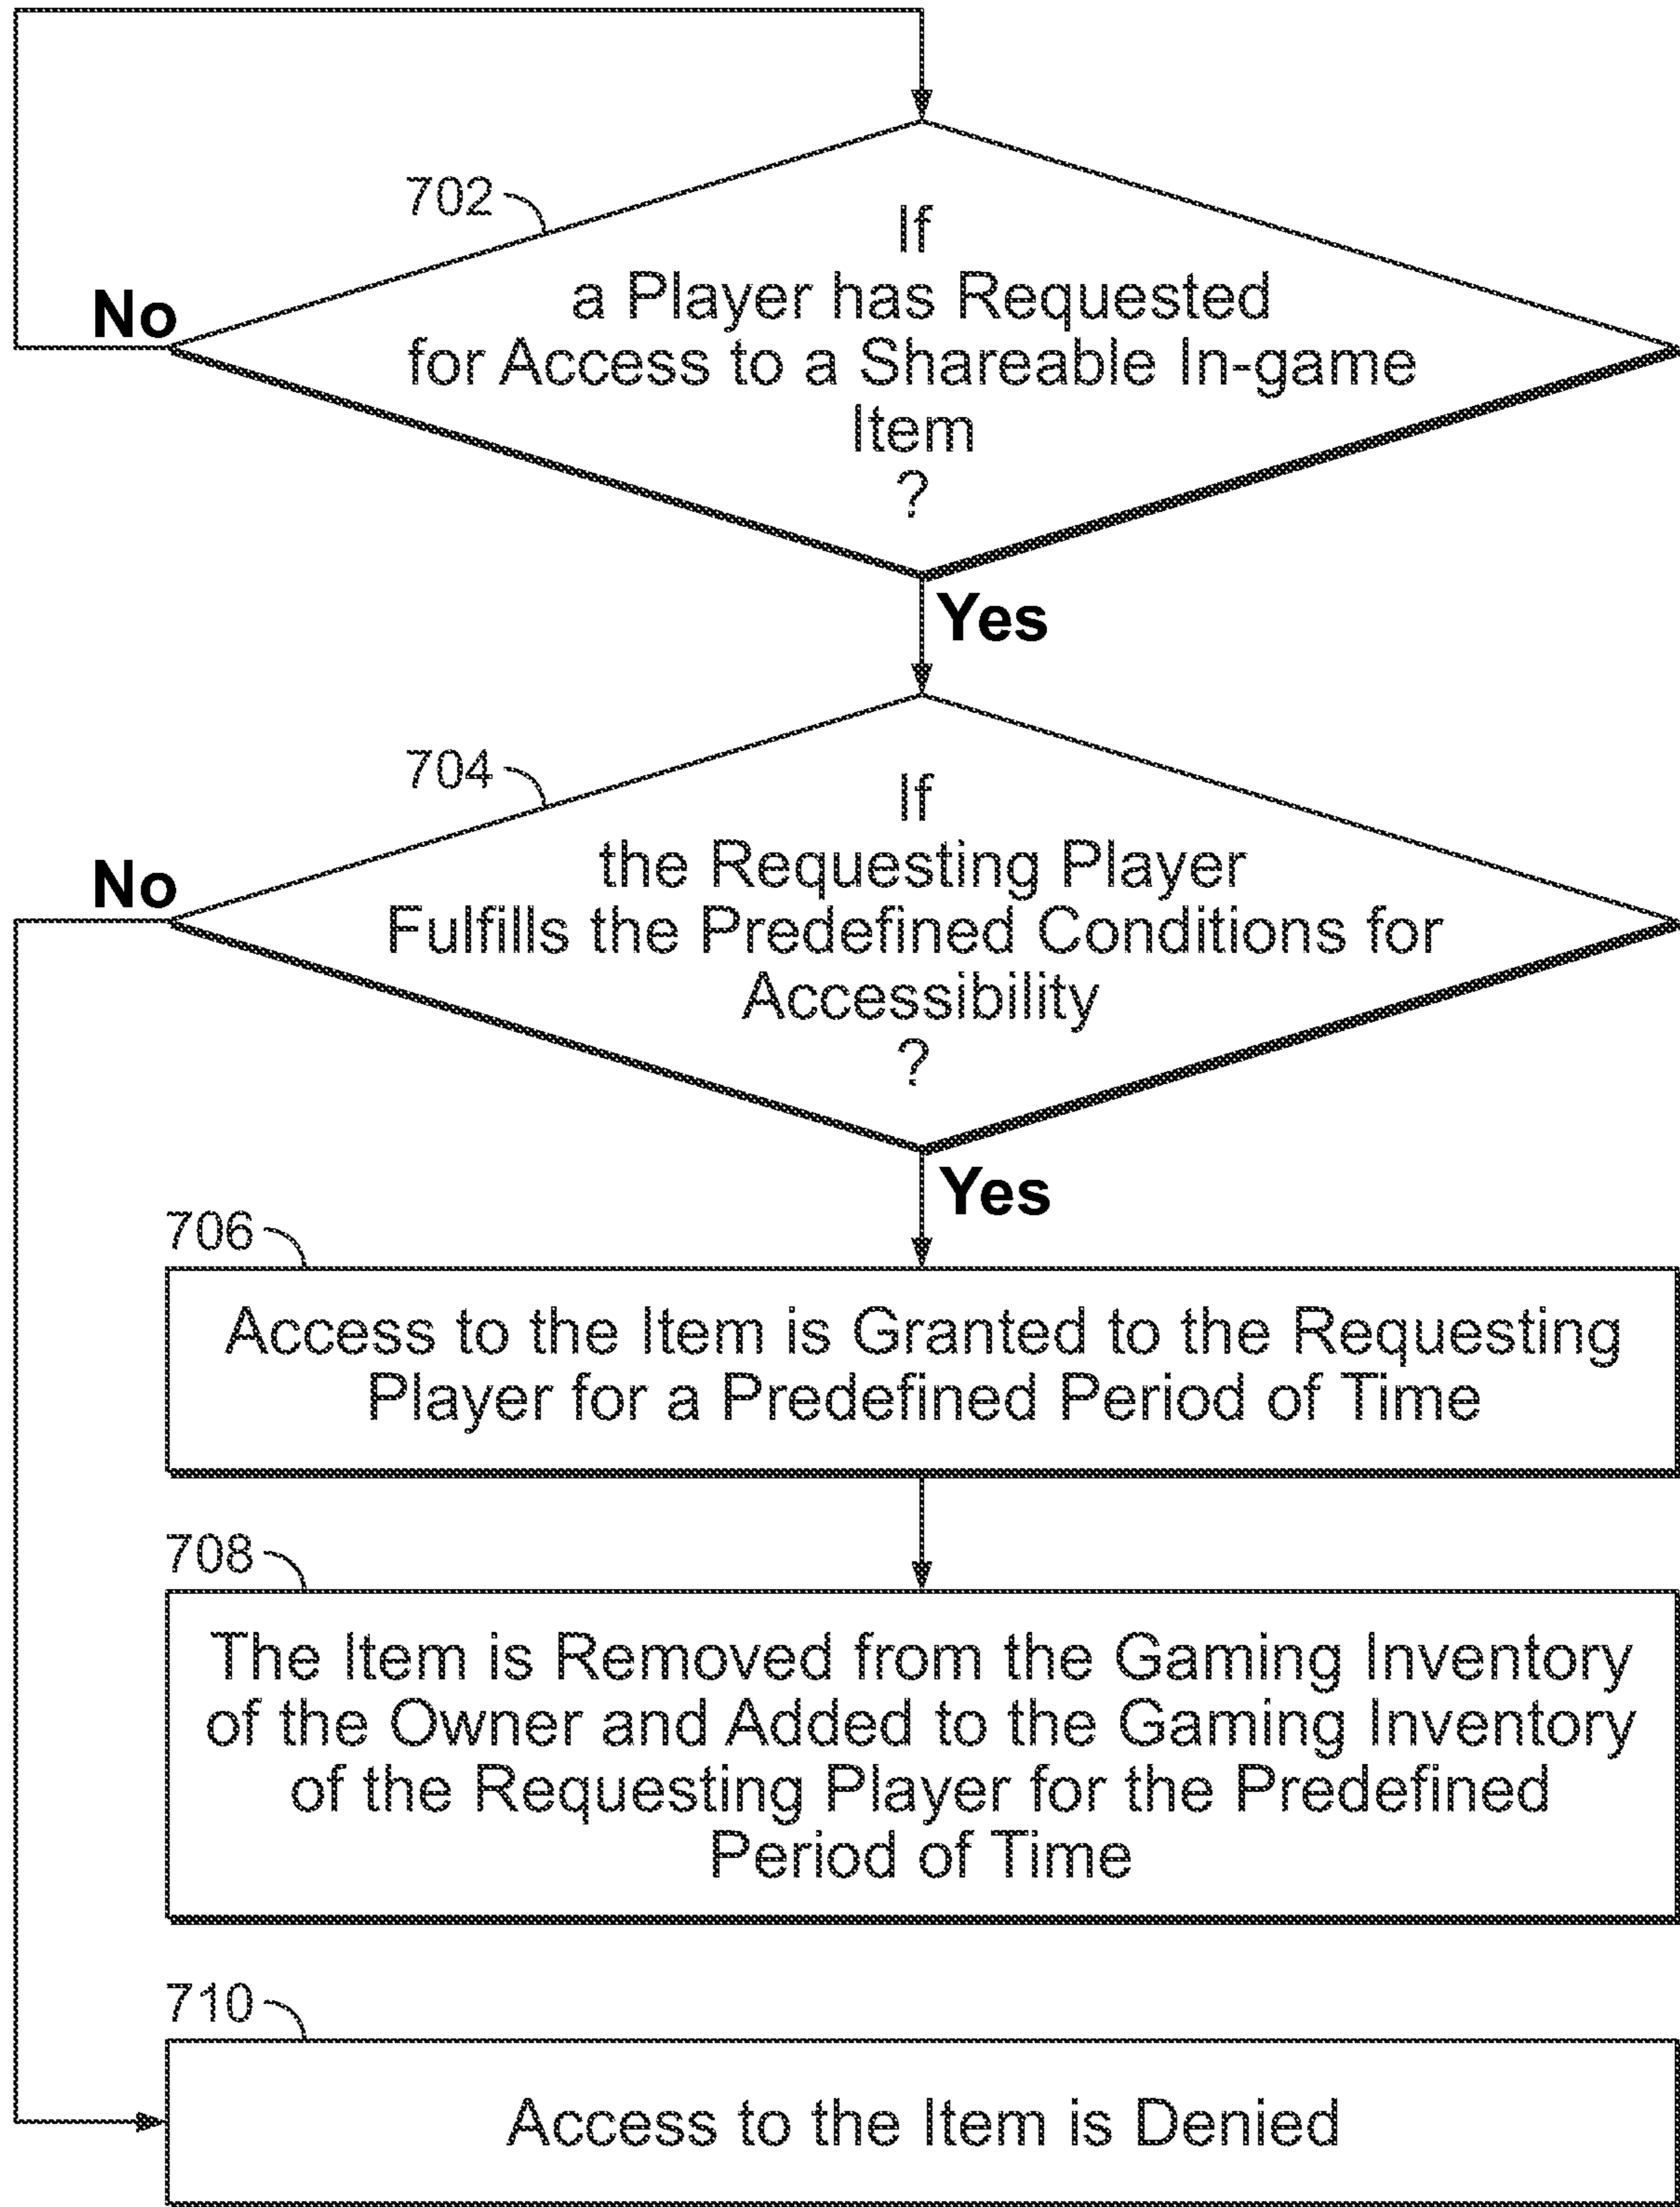 702
If
a Player has Requested
for Access to a Shareable In-game
Item
?
No
Yes
704
If
the Requesting Player
Fulfills the Predefined Conditions for
Accessibility
?
No
Yes
706
Access to the Item is Granted to the Requesting
Player for a Predefined Period of Time
708
The Item is Removed from the Gaming Inventory
of the Owner and Added to the Gaming Inventory
of the Requesting Player for the Predefined
Period of Time
710
Access to the Item is Denied